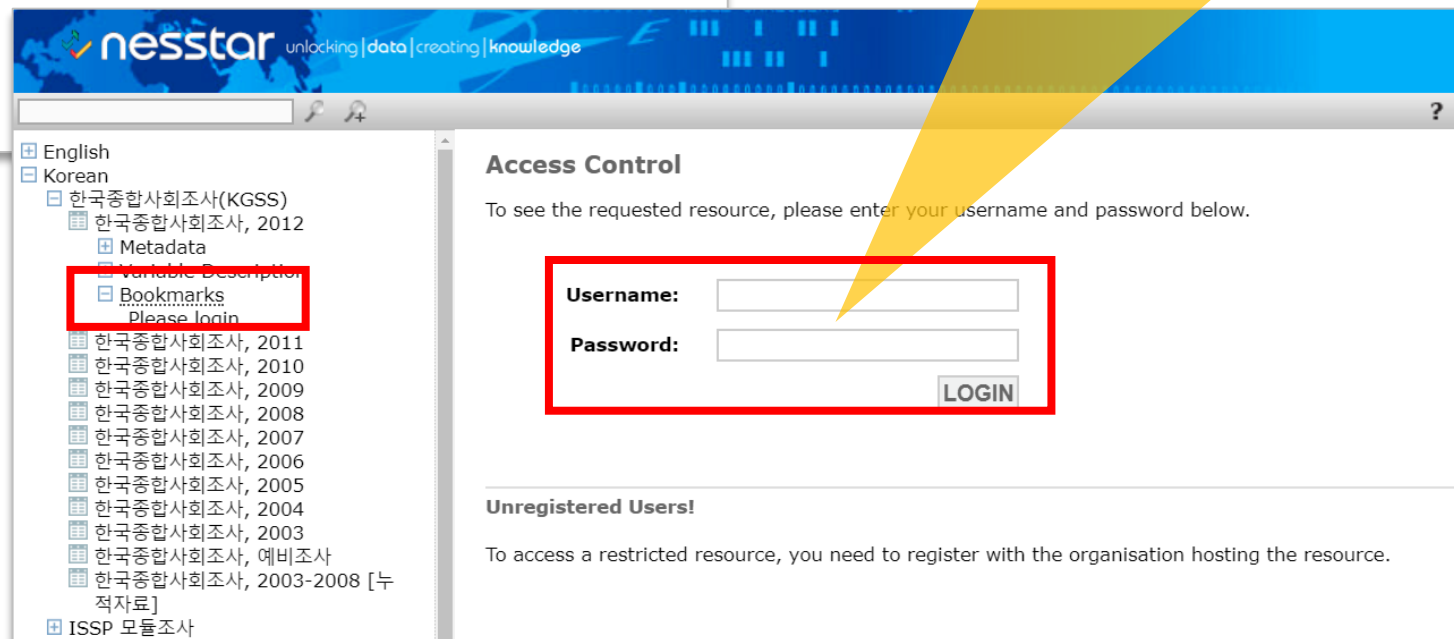 nesstar unlocking|data|creating|knowledge
?
English
Korean
한국종합사회조사(KGSS)
한국종합사회조사, 2012
Metadata
Variable Description
Bookmarks
Please login
한국종합사회조사, 2011
한국종합사회조사, 2010
한국종합사회조사, 2009
한국종합사회조사, 2008
한국종합사회조사, 2007
한국종합사회조사, 2006
한국종합사회조사, 2005
한국종합사회조사, 2004
한국종합사회조사, 2003
한국종합사회조사, 예비조사
한국종합사회조사, 2003-2008 [누
적자료]
ISSP 모듈조사
Access Control
To see the requested resource, please enter your username and password below.
Username:
Password:
LOGIN
Unregistered Users!
To access a restricted resource, you need to register with the organisation hosting the resource.